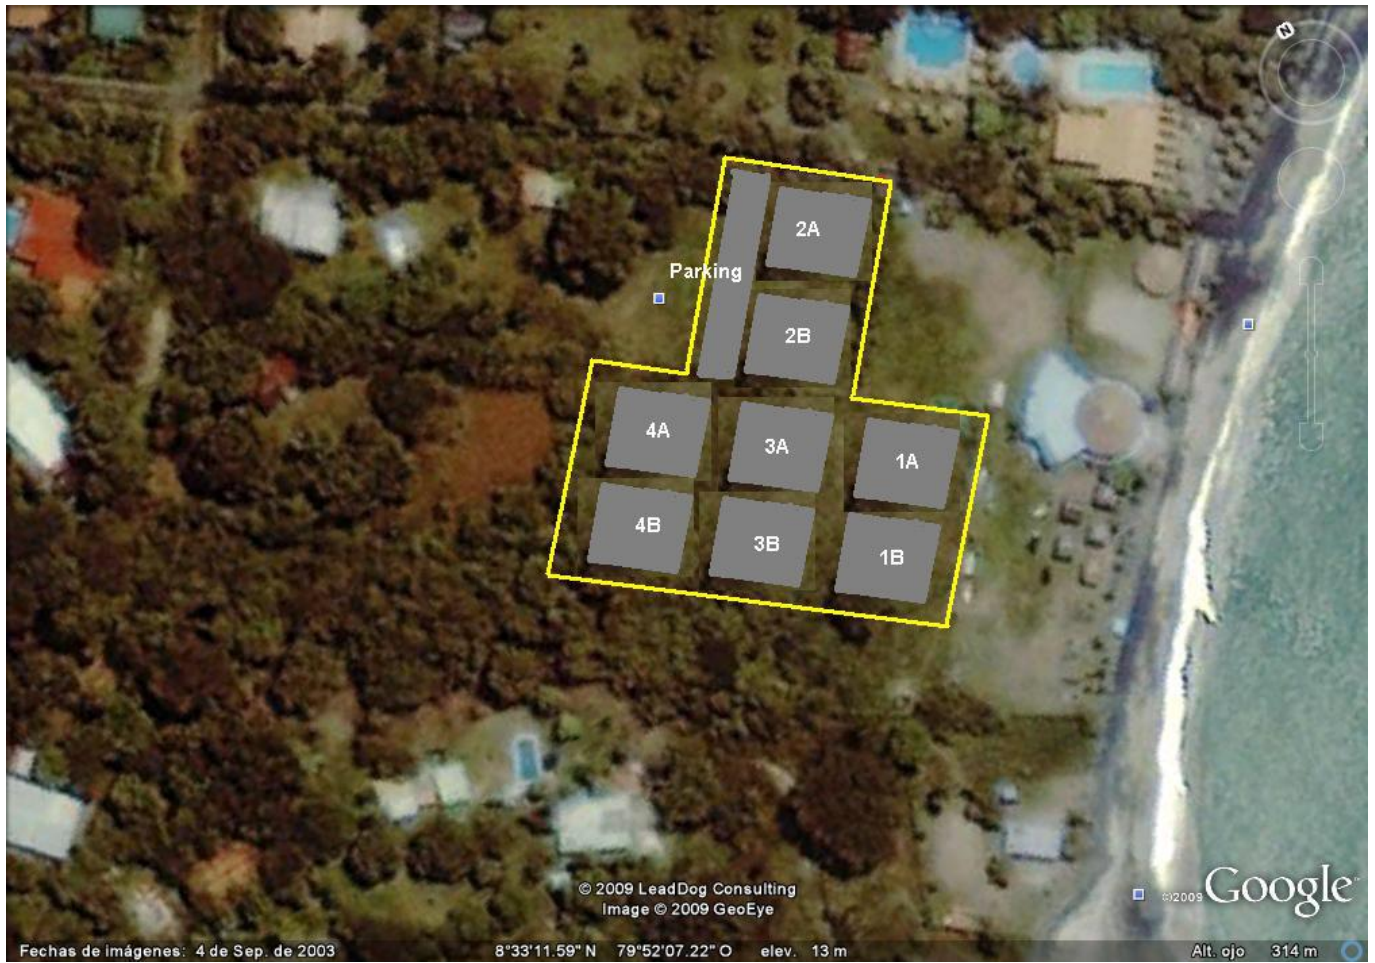 N
2A
Parking
2B
4A
3A
1A
4B
3B
1B
© 2009 LeadDog Consulting
Image © 2009 GeoEye
©2009 Google™
Fechas de imágenes: 4 de Sep. de 2003 8°33'11.59" N 79°52'07.22" O elev. 13 m Alt. ojo 314 m